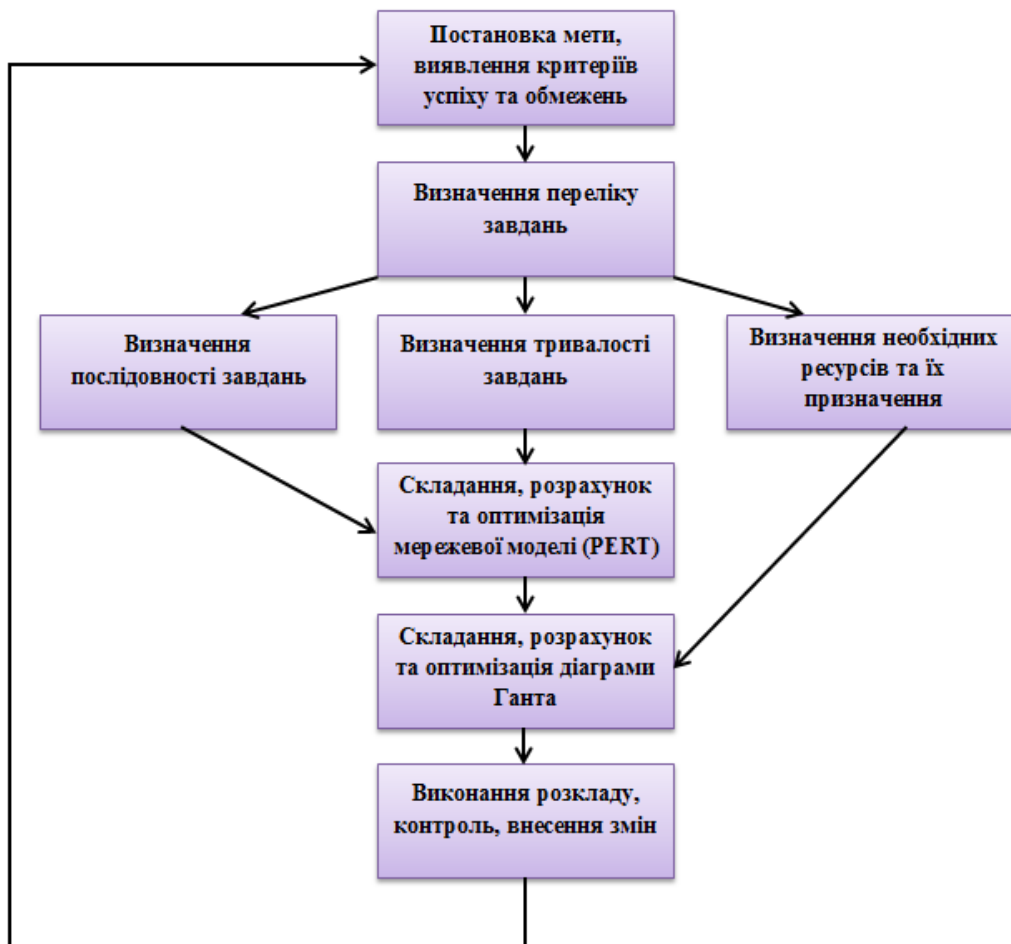 Постановка мети,
виявлення критеріїв
успіху та обмежень
Визначення переліку
завдань
Визначення
послідовності завдань
Визначення тривалості
завдань
Визначення необхідних
ресурсів та їх
призначення
Складання, розрахунок
та оптимізація
мережевої моделі (PERT)
Складання, розрахунок
та оптимізація діаграми
Ганта
Виконання розкладу,
контроль, внесення змін